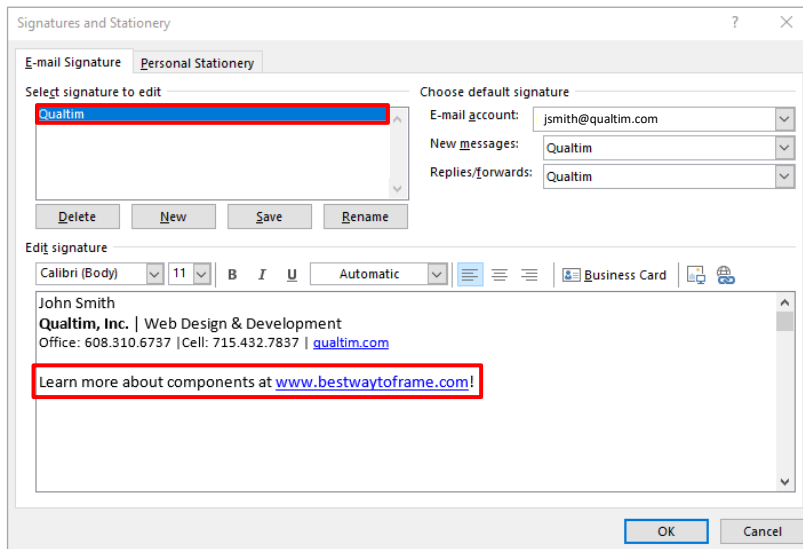 Signatures and Stationery
E-mail Signature
Personal Stationery
Select signature to edit
Choose default signature
Qualtim
E-mail account:
jsmith@qualtim.com
New messages:
Qualtim
Replies/forwards:
Qualtim
Delete
New
Save
Rename
Edit signature
Calibri (Body)
11
B
I
U
Automatic
Business Card
John Smith
Qualtim, Inc. | Web Design & Development
Office: 608.310.6737 |Cell: 715.432.7837 | qualtim.com
Learn more about components at www.bestwaytoframe.com!
OK
Cancel